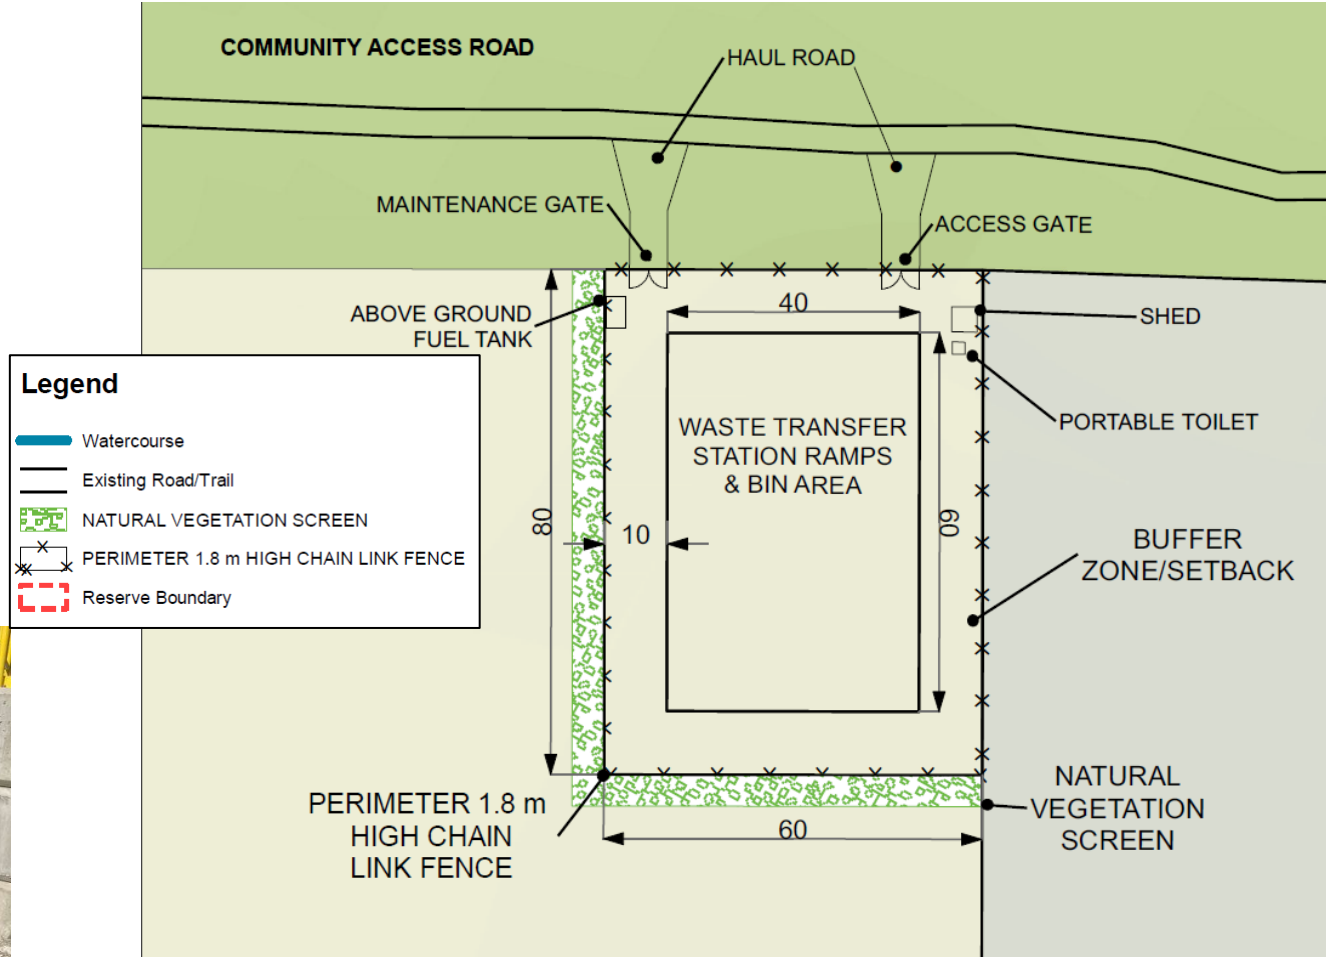 COMMUNITY ACCESS ROAD
HAUL ROAD
MAINTENANCE GATE
ACCESS GATE
ABOVE GROUND
FUEL TANK
40
SHED
PORTABLE TOILET
Legend
Watercourse
Existing Road/Trail
NATURAL VEGETATION SCREEN
PERIMETER 1.8 m HIGH CHAIN LINK FENCE
Reserve Boundary
WASTE TRANSFER
STATION RAMPS
& BIN AREA
80
10
60
BUFFER
ZONE/SETBACK
PERIMETER 1.8 m
HIGH CHAIN
LINK FENCE
60
NATURAL
VEGETATION
SCREEN